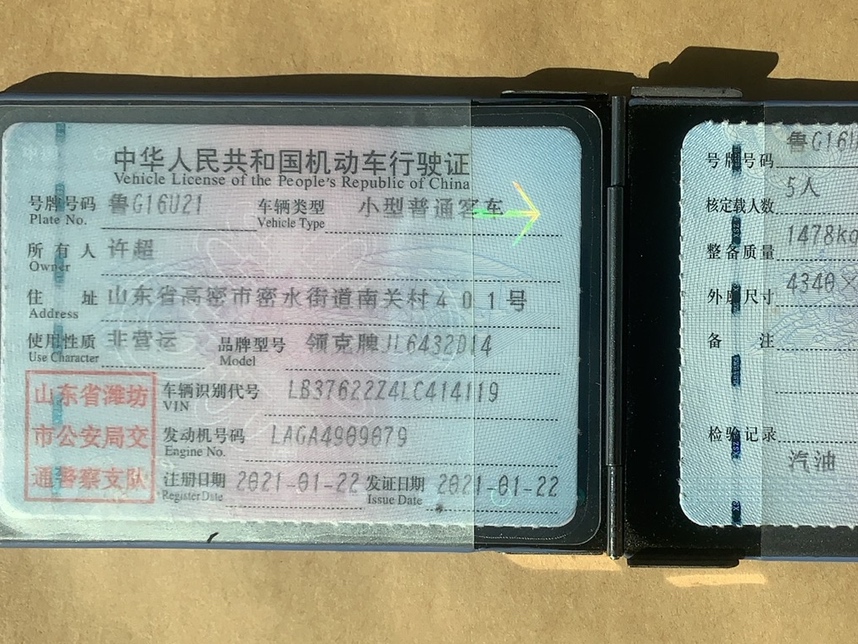 中华人民共和国机动车行驶证
Vehicle License of the People's Republic of China
号牌号码 鲁G16U21 车辆类型 小型普通客车
Plate No. Vehicle Type
所有人 许超
Owner
住址 山东省高密市密水街道南关村401号
Address
使用性质 非营运 品牌型号 领克牌JL6432D14
Use Character Model
山东省潍坊
市公安局交
通警察支队
车辆识别代号 LB37622Z4LC414119
VIN
发动机号码 LAGA4909079
Engine No.
注册日期 2021-01-22 发证日期 2021-01-22
Register Date Issue Date
号牌号码 鲁G16U
核定载人数 5人
整备质量 1478kg
外廓尺寸 4340×
备注
检验记录
汽油